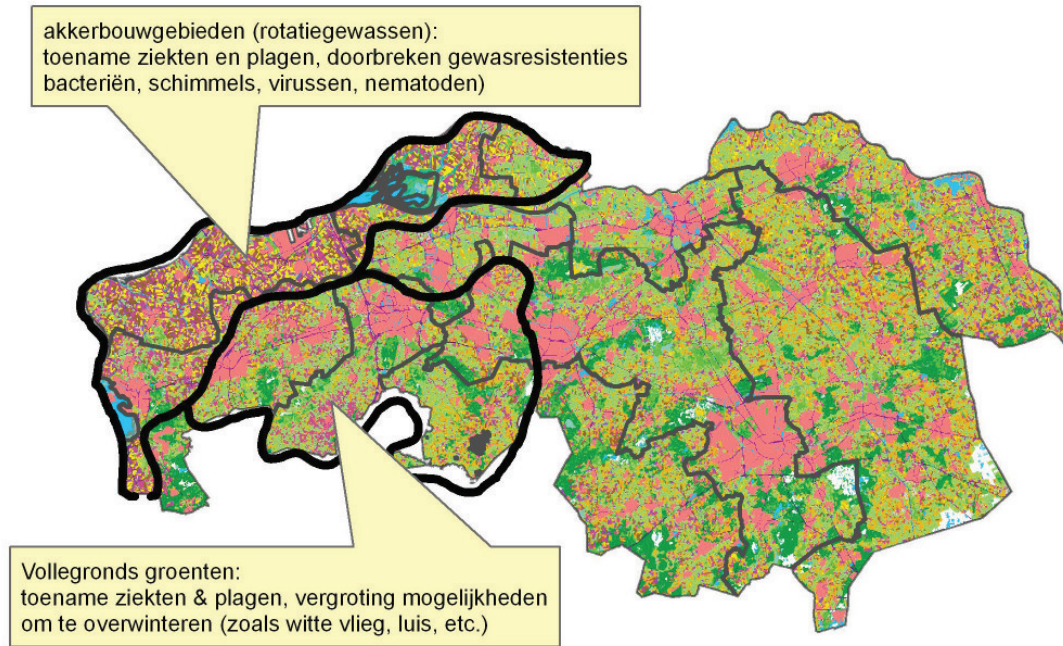 akkerbouwgebieden (rotatiegewassen):
toename ziekten en plagen, doorbreken gewasresistenties
bacteriën, schimmels, virussen, nematoden)
Vollegronds groenten:
toename ziekten & plagen, vergroting mogelijkheden
om te overwinteren (zoals witte vlieg, luis, etc.)